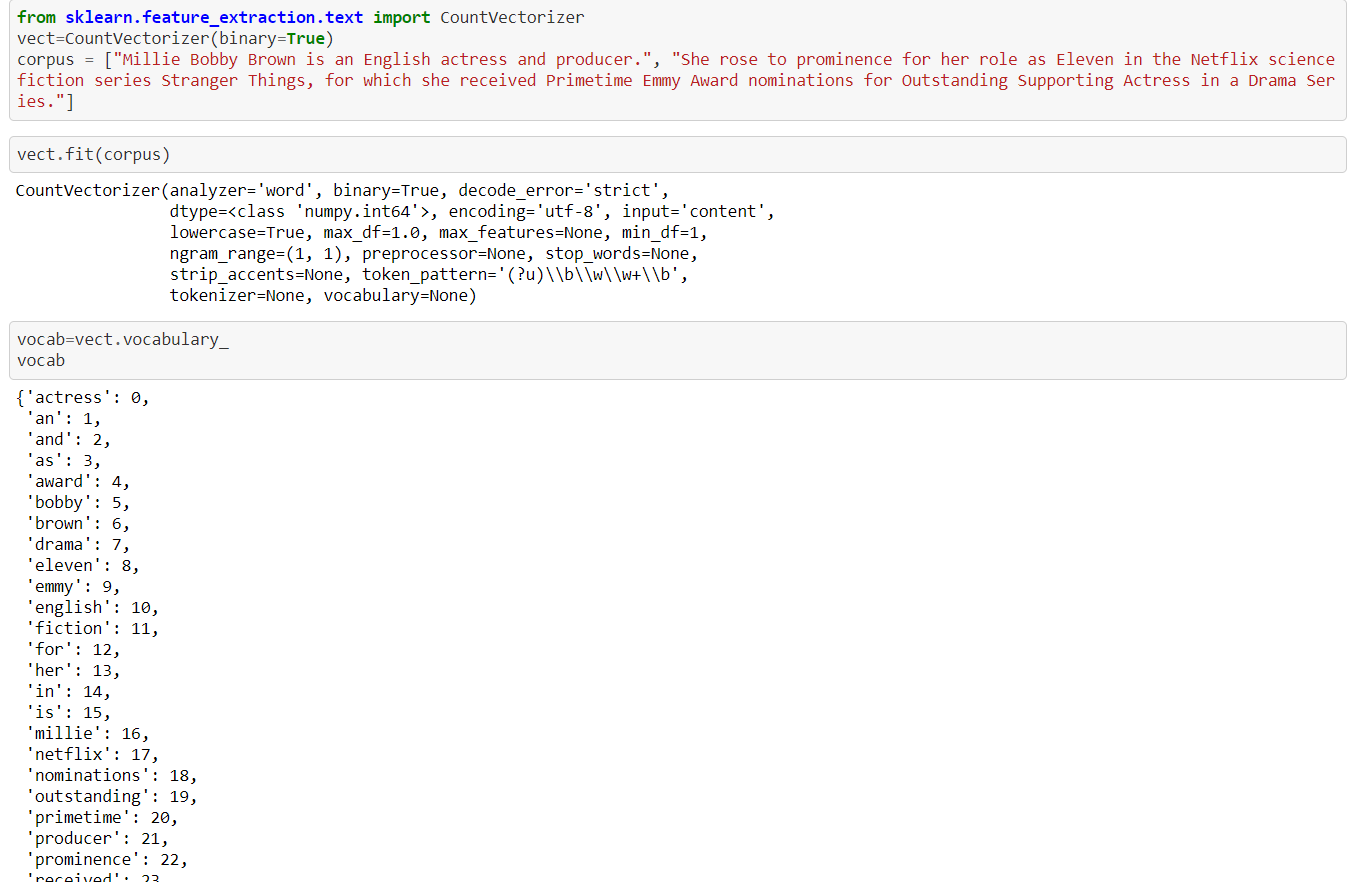 from sklearn.feature_extraction.text import CountVectorizer
vect=CountVectorizer(binary=True)
corpus = ["Millie Bobby Brown is an English actress and producer.", "She rose to prominence for her role as Eleven in the Netflix science
fiction series Stranger Things, for which she received Primetime Emmy Award nominations for Outstanding Supporting Actress in a Drama Ser
ies."]
vect.fit(corpus)
CountVectorizer(analyzer='word', binary=True, decode_error='strict',
dtype=<class 'numpy.int64'>, encoding='utf-8', input='content',
lowercase=True, max_df=1.0, max_features=None, min_df=1,
ngram_range=(1, 1), preprocessor=None, stop_words=None,
strip_accents=None, token_pattern='(?u)\\b\\w\\w+\\b',
tokenizer=None, vocabulary=None)
vocab=vect.vocabulary_
vocab
{'actress': 0,
'an': 1,
'and': 2,
'as': 3,
'award': 4,
'bobby': 5,
'brown': 6,
'drama': 7,
'eleven': 8,
'emmy': 9,
'english': 10,
'fiction': 11,
'for': 12,
'her': 13,
'in': 14,
'is': 15,
'millie': 16,
'netflix': 17,
'nominations': 18,
'outstanding': 19,
'primetime': 20,
'producer': 21,
'prominence': 22,
'received': 23